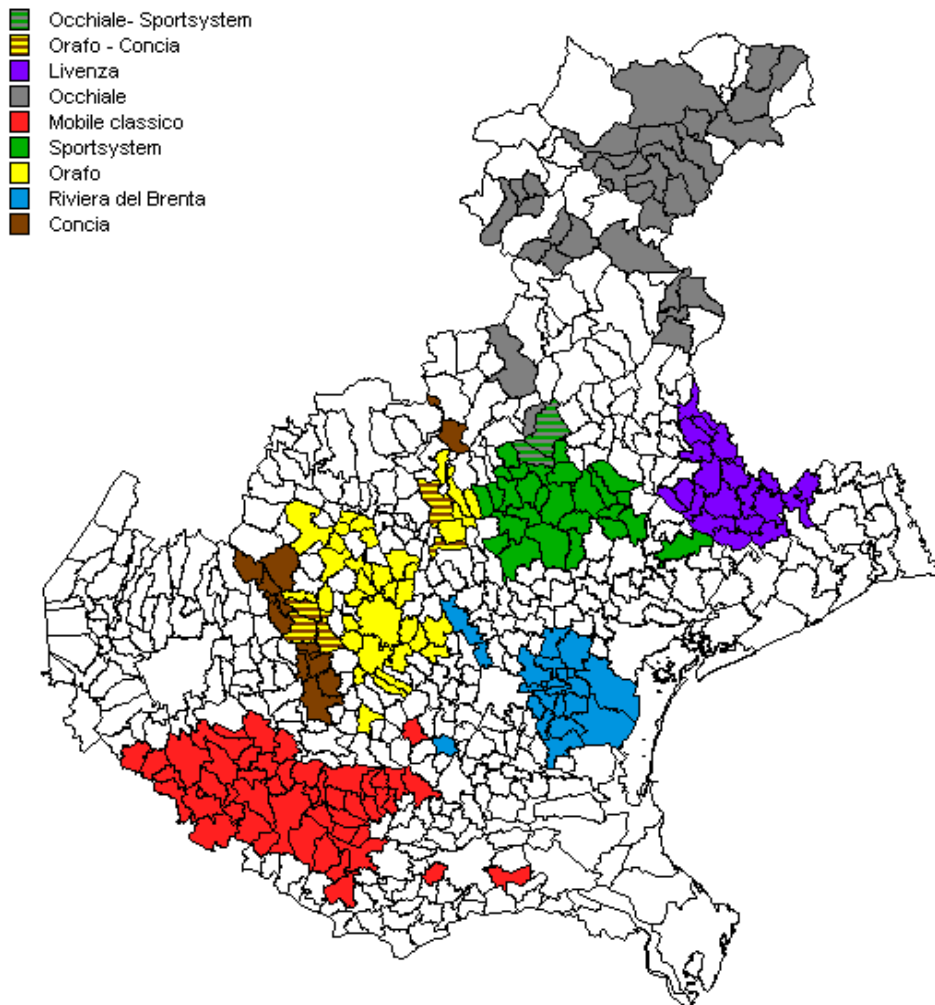 Occhiale- Sportsystem
Orafo - Concia
Livenza
Occhiale
Mobile classico
Sportsystem
Orafo
Riviera del Brenta
Concia